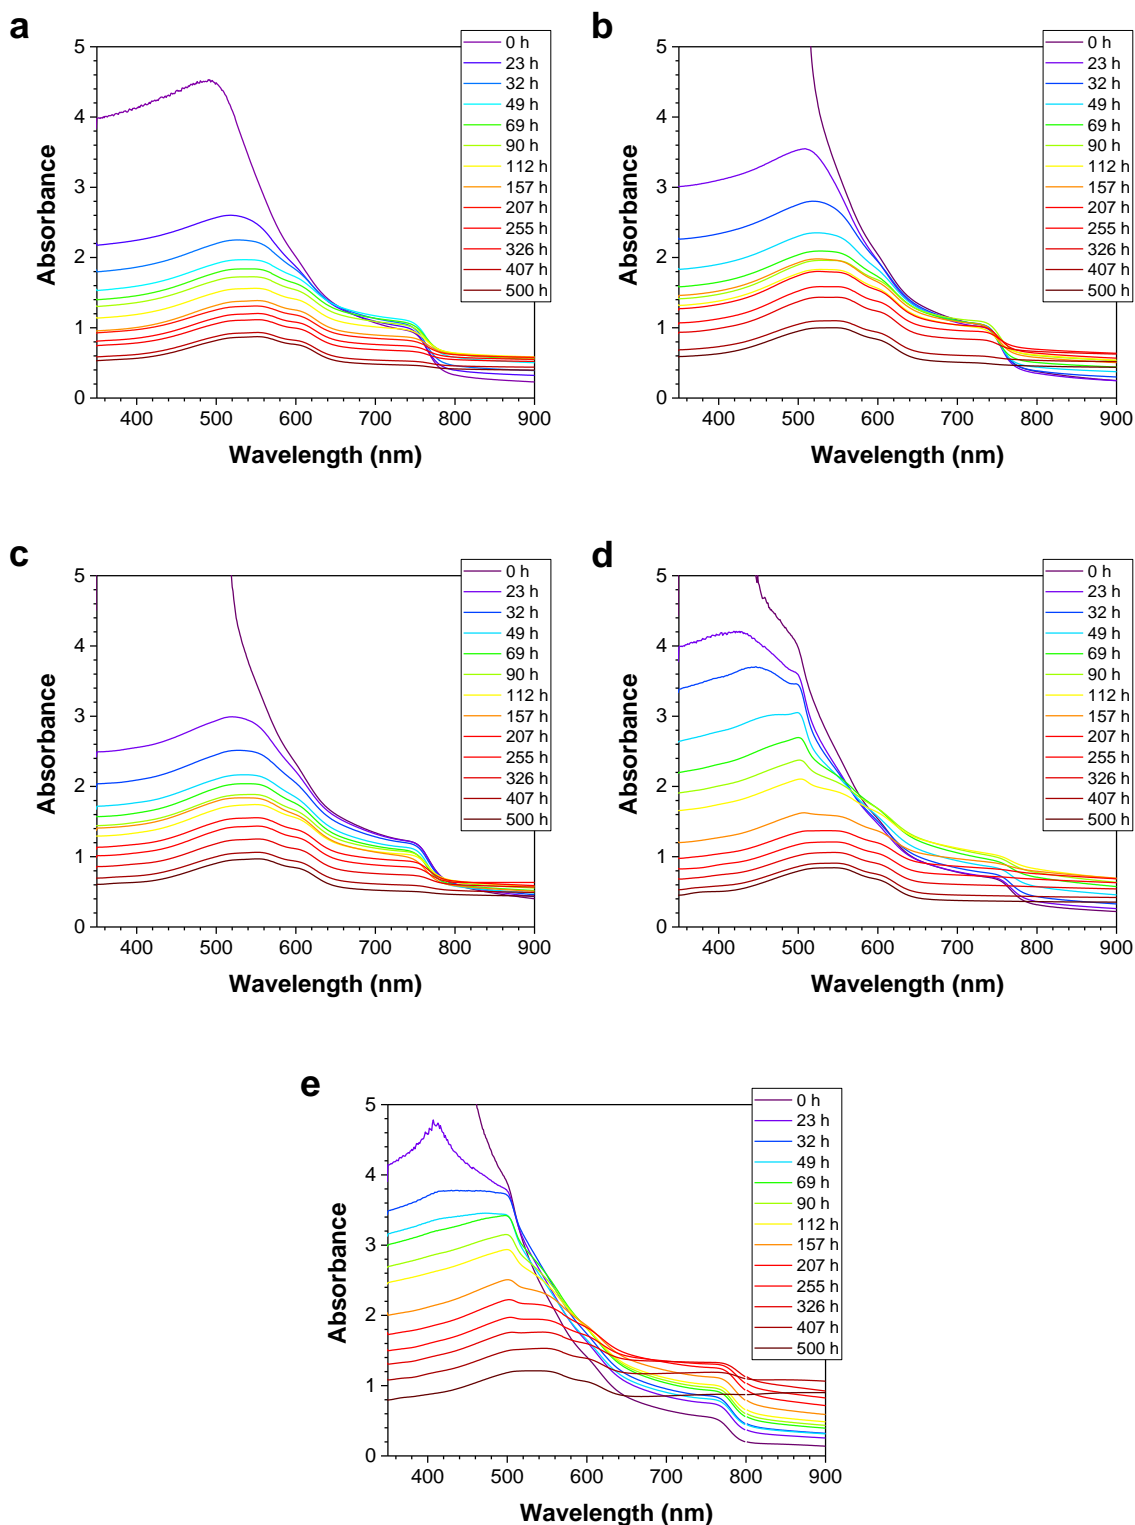 a
0 h
23 h
32 h
49 h
69 h
90 h
112 h
157 h
207 h
255 h
326 h
407 h
500 h
5
4
3
2
1
0
Absorbance
400 500 600 700 800 900
Wavelength (nm)
b
0 h
23 h
32 h
49 h
69 h
90 h
112 h
157 h
207 h
255 h
326 h
407 h
500 h
5
4
3
2
1
0
Absorbance
400 500 600 700 800 900
Wavelength (nm)
c
0 h
23 h
32 h
49 h
69 h
90 h
112 h
157 h
207 h
255 h
326 h
407 h
500 h
5
4
3
2
1
0
Absorbance
400 500 600 700 800 900
Wavelength (nm)
d
0 h
23 h
32 h
49 h
69 h
90 h
112 h
157 h
207 h
255 h
326 h
407 h
500 h
5
4
3
2
1
0
Absorbance
400 500 600 700 800 900
Wavelength (nm)
e
0 h
23 h
32 h
49 h
69 h
90 h
112 h
157 h
207 h
255 h
326 h
407 h
500 h
5
4
3
2
1
0
Absorbance
400 500 600 700 800 900
Wavelength (nm)